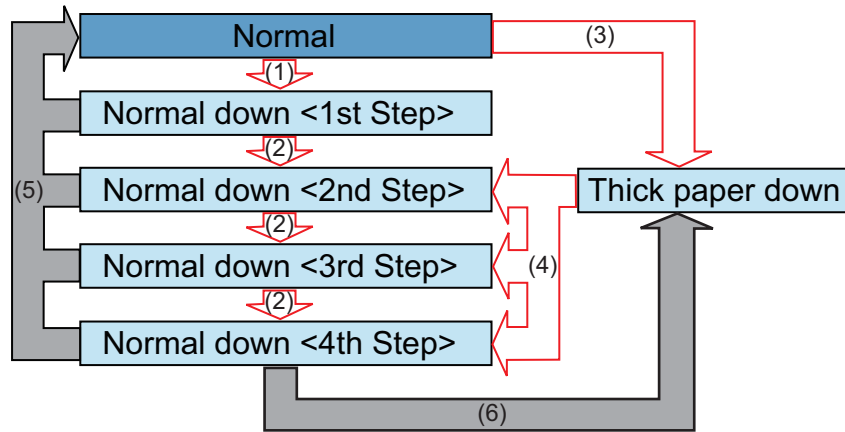 Normal
(3)
(1)
Normal down <1st Step>
(2)
Normal down <2nd Step>
Thick paper down
(5)
(2)
Normal down <3rd Step>
(4)
(2)
Normal down <4th Step>
(6)